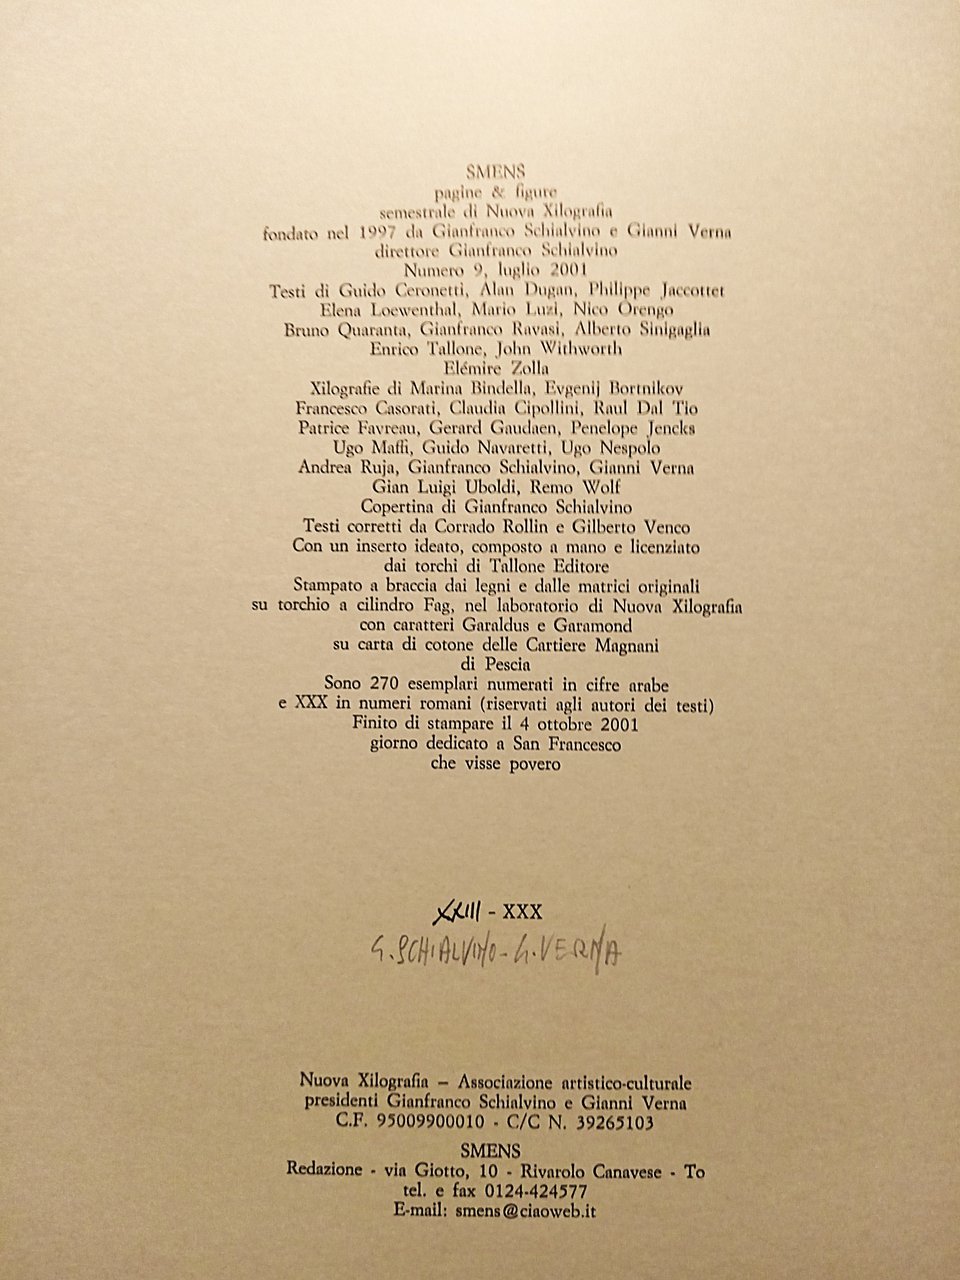 SMENS
pagine & figure
semestrale di Nuova Xilografia
fondato nel 1997 da Gianfranco Schialvino e Gianni Verna
direttore Gianfranco Schialvino
Numero 9, luglio 2001
Testi di Guido Ceronetti, Alan Dugan, Philippe Jaccottet
Elena Loewenthal, Mario Luzi, Nico Orengo
Bruno Quaranta, Gianfranco Ravasi, Alberto Sinigaglia
Enrico Tallone, John Withworth
Elémire Zolla
Xilografie di Marina Bindella, Evgenij Bortnikov
Francesco Casorati, Claudia Cipollini, Raul Dal Tio
Patrice Favreau, Gerard Gaudaen, Penelope Jencks
Ugo Maffi, Guido Navaretti, Ugo Nespolo
Andrea Ruja, Gianfranco Schialvino, Gianni Verna
Gian Luigi Uboldi, Remo Wolf
Copertina di Gianfranco Schialvino
Testi corretti da Corrado Rollin e Gilberto Venco
Con un inserto ideato, composto a mano e licenziato
dai torchi di Tallone Editore
Stampato a braccia dai legni e dalle matrici originali
su torchio a cilindro Fag, nel laboratorio di Nuova Xilografia
con caratteri Garaldus e Garamond
su carta di cotone delle Cartiere Magnani
di Pescia
Sono 270 esemplari numerati in cifre arabe
e XXX in numeri romani (riservati agli autori dei testi)
Finito di stampare il 4 ottobre 2001
giorno dedicato a San Francesco
che visse povero
XXIII - XXX
G. SCHIALVINO - G. VERNA
Nuova Xilografia – Associazione artistico-culturale
presidenti Gianfranco Schialvino e Gianni Verna
C.F. 95009900010 - C/C N. 39265103
SMENS
Redazione - via Giotto, 10 - Rivarolo Canavese - To
tel. e fax 0124-424577
E-mail: smens@ciaoweb.it